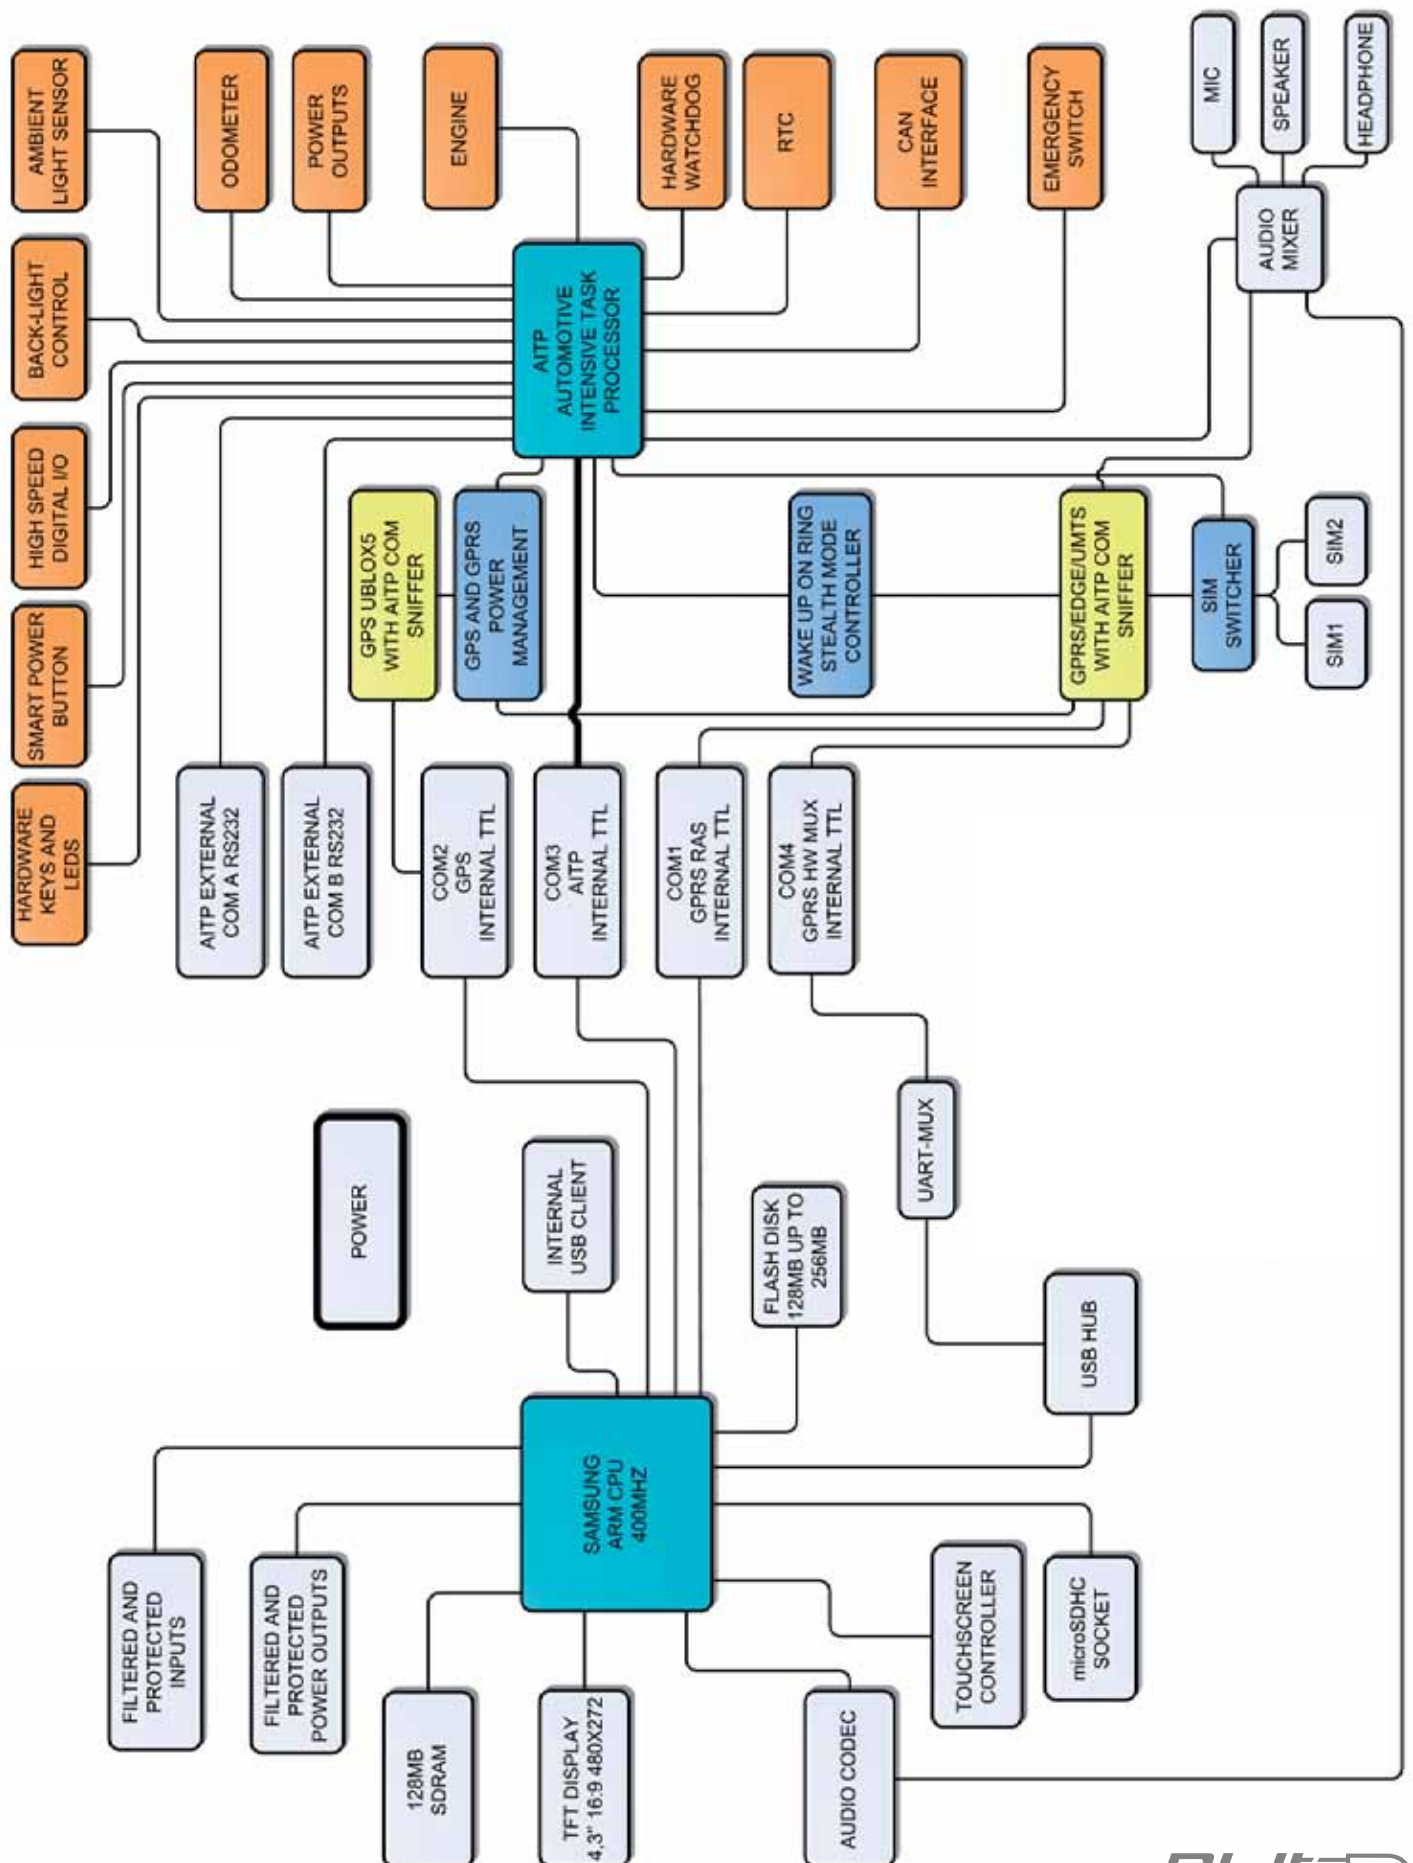 AMBIENT
LIGHT SENSOR
BACK-LIGHT
CONTROL
HIGH SPEED
DIGITAL I/O
SMART POWER
BUTTON
HARDWARE
KEYS AND
LEDS
ODOMETER
POWER
OUTPUTS
ENGINE
HARDWARE
WATCHDOG
RTC
CAN
INTERFACE
EMERGENCY
SWITCH
MIC
SPEAKER
HEADPHONE
AUDIO
MIXER
AITP
AUTOMOTIVE
INTENSIVE TASK
PROCESSOR
GPS UBLOX5
WITH AITP COM
SNIFFER
GPS AND GPRS
POWER
MANAGEMENT
WAKE UP ON RING
STEALTH MODE
CONTROLLER
GPRS/EDGE/UMTS
WITH AITP COM
SNIFFER
SIM
SWITCHER
SIM2
SIM1
AITP EXTERNAL
COM A RS232
AITP EXTERNAL
COM B RS232
COM2
GPS
INTERNAL TTL
COM3
AITP
INTERNAL TTL
COM1
GPRS RAS
INTERNAL TTL
COM4
GPRS HW MUX
INTERNAL TTL
POWER
INTERNAL
USB CLIENT
FLASH DISK
128MB UP TO
256MB
UART-MUX
USB HUB
SAMSUNG
ARM CPU
400MHZ
FILTERED AND
PROTECTED
INPUTS
FILTERED AND
PROTECTED
POWER OUTPUTS
128MB
SDRAM
TFT DISPLAY
4,3" 16:9 480X272
AUDIO CODEC
TOUCHSCREEN
CONTROLLER
microSDHC
SOCKET